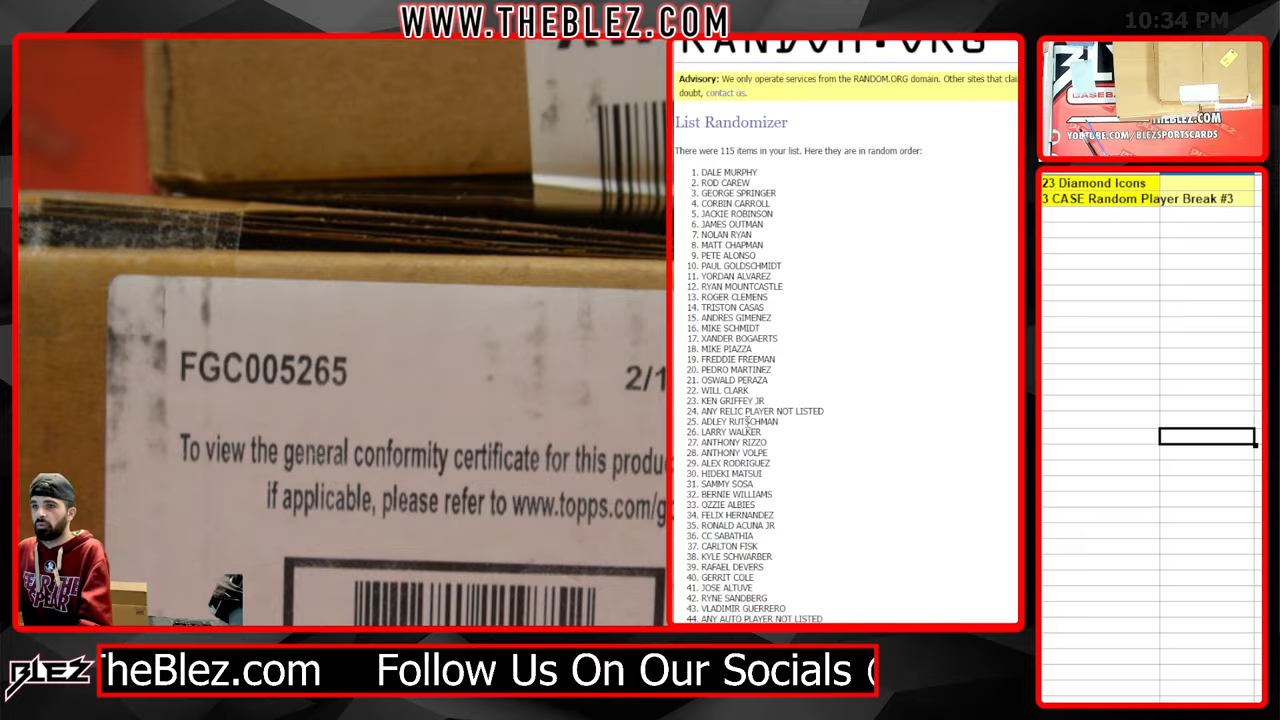 WWW.THEBLEZ.COM
10:34 PM
FGC005265
2/1
To view the general conformity certificate for this produ
if applicable, please refer to www.topps.com/g
RANDOM.ORG
Advisory: We only operate services from the RANDOM.ORG domain. Other sites that clai
doubt, contact us.
List Randomizer
There were 115 items in your list. Here they are in random order:
1. DALE MURPHY
2. ROD CAREW
3. GEORGE SPRINGER
4. CORBIN CARROLL
5. JACKIE ROBINSON
6. JAMES OUTMAN
7. NOLAN RYAN
8. MATT CHAPMAN
9. PETE ALONSO
10. PAUL GOLDSCHMIDT
11. YORDAN ALVAREZ
12. RYAN MOUNTCASTLE
13. ROGER CLEMENS
14. TRISTON CASAS
15. ANDRES GIMENEZ
16. MIKE SCHMIDT
17. XANDER BOGAERTS
18. MIKE PIAZZA
19. FREDDIE FREEMAN
20. PEDRO MARTINEZ
21. OSWALD PERAZA
22. WILL CLARK
23. KEN GRIFFEY JR
24. ANY RELIC PLAYER NOT LISTED
25. ADLEY RUTSCHMAN
26. LARRY WALKER
27. ANTHONY RIZZO
28. ANTHONY VOLPE
29. ALEX RODRIGUEZ
30. HIDEKI MATSUI
31. SAMMY SOSA
32. BERNIE WILLIAMS
33. OZZIE ALBIES
34. FELIX HERNANDEZ
35. RONALD ACUNA JR
36. CC SABATHIA
37. CARLTON FISK
38. KYLE SCHWARBER
39. RAFAEL DEVERS
40. GERRIT COLE
41. JOSE ALTUVE
42. RYNE SANDBERG
43. VLADIMIR GUERRERO
44. ANY AUTO PLAYER NOT LISTED
THEBLEZ.COM
YOUTUBE.COM/BLEZSPORTSCARDS
23 Diamond Icons
3 CASE Random Player Break #3
FEAR THE
SPEAR
BLEZ
TheBlez.com Follow Us On Our Socials